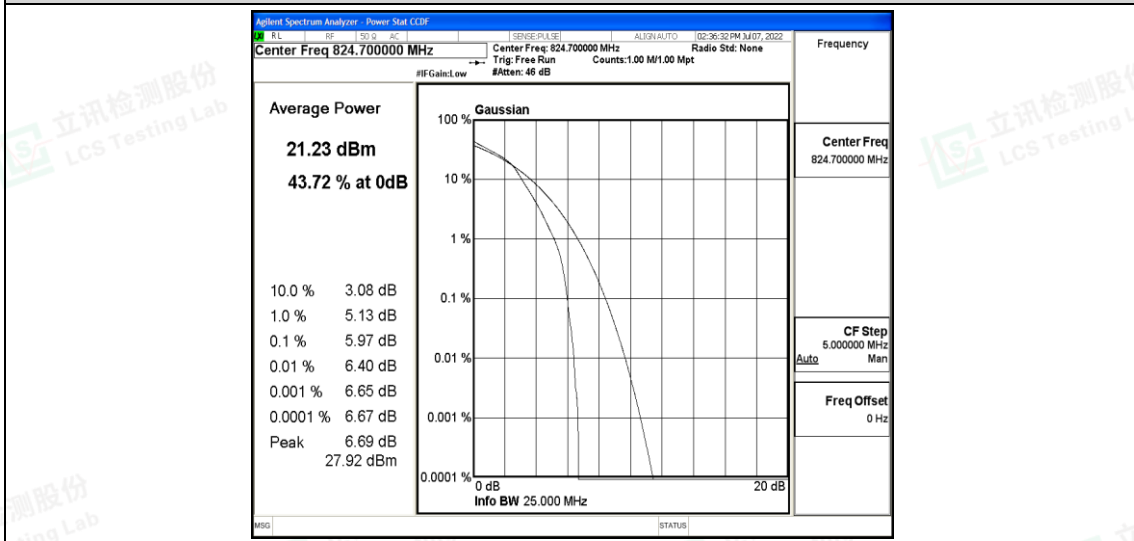 Agilent Spectrum Analyzer - Power Stat CCDF
RL RF 50 Ω AC SENSE:PULSE ALIGN AUTO 02:36:32 PM Jul 07, 2022
Center Freq 824.700000 MHz
Center Freq: 824.700000 MHz Radio Std: None
Trig: Free Run Counts:1.00 M/1.00 Mpt
#IFGain:Low #Atten: 46 dB
Frequency
Average Power
21.23 dBm
43.72 % at 0dB
10.0 % 3.08 dB
1.0 % 5.13 dB
0.1 % 5.97 dB
0.01 % 6.40 dB
0.001 % 6.65 dB
0.0001 % 6.67 dB
Peak 6.69 dB
27.92 dBm
Gaussian
100 %
10 %
1 %
0.1 %
0.01 %
0.001 %
0.0001 %
0 dB 20 dB
Info BW 25.000 MHz
Center Freq
824.700000 MHz
CF Step
5.000000 MHz
Auto Man
Freq Offset
0 Hz
MSG STATUS
立讯检测股份
LCS Testing Lab
立讯检测股份
LCS Testing L
测股份
ting Lab